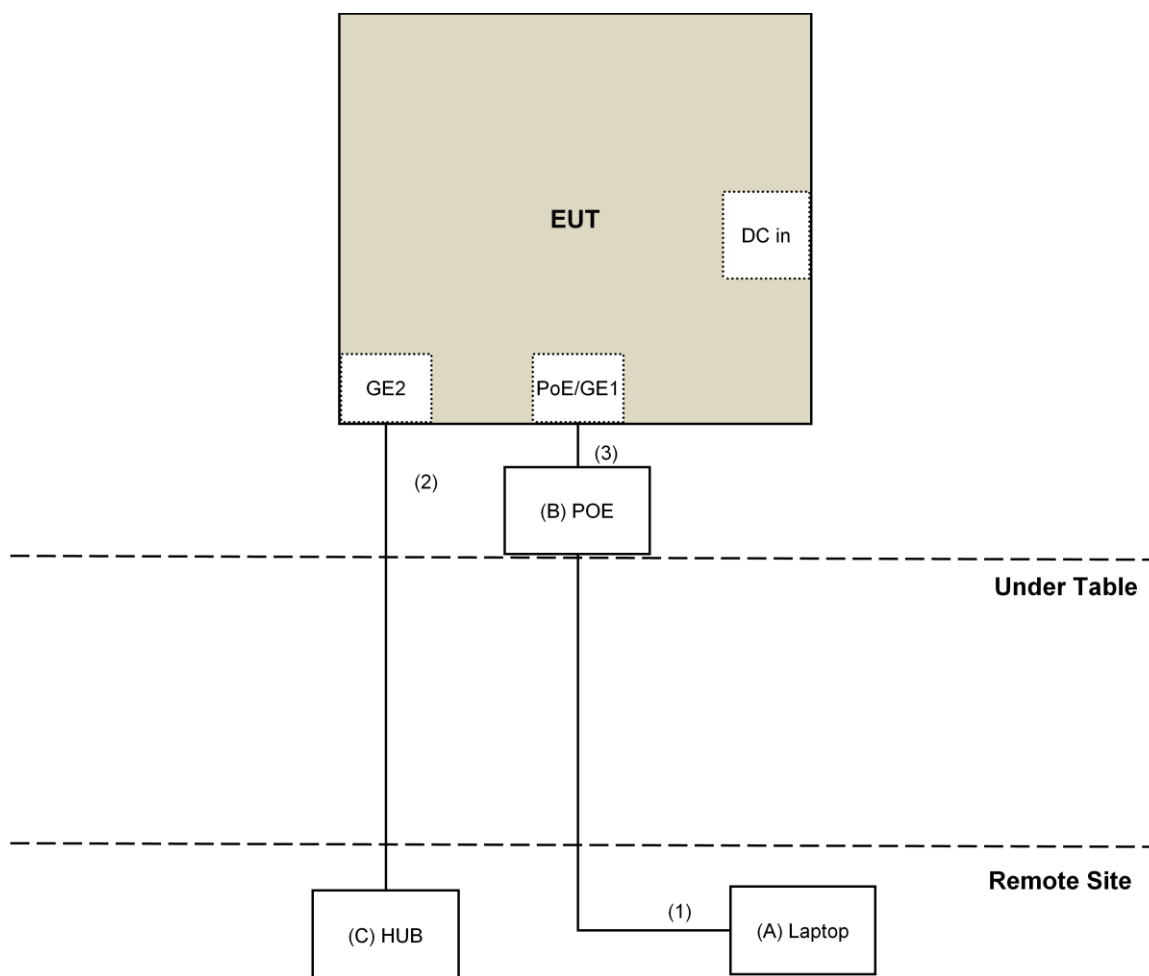 EUT
DC in
GE2
PoE/GE1
(3)
(2)
(B) POE
Under Table
Remote Site
(1)
(A) Laptop
(C) HUB